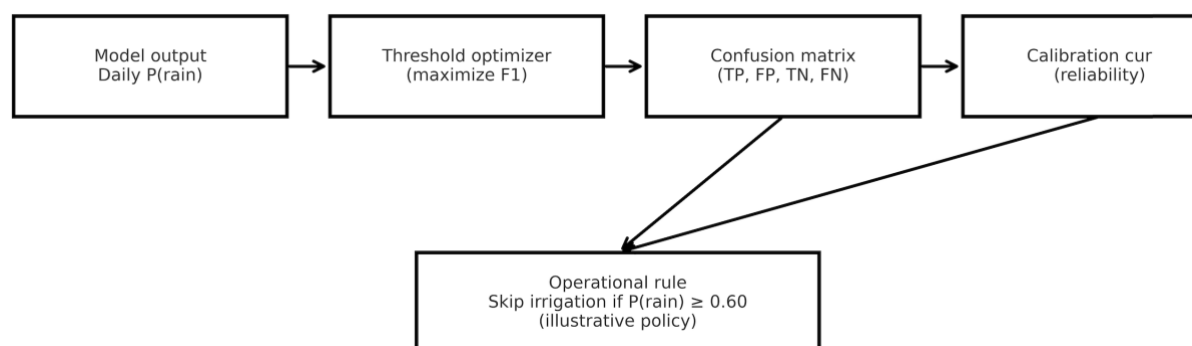 Model output
Daily P(rain)
Threshold optimizer
(maximize F1)
Confusion matrix
(TP, FP, TN, FN)
Calibration cur
(reliability)
Operational rule
Skip irrigation if P(rain) ≥ 0.60
(illustrative policy)